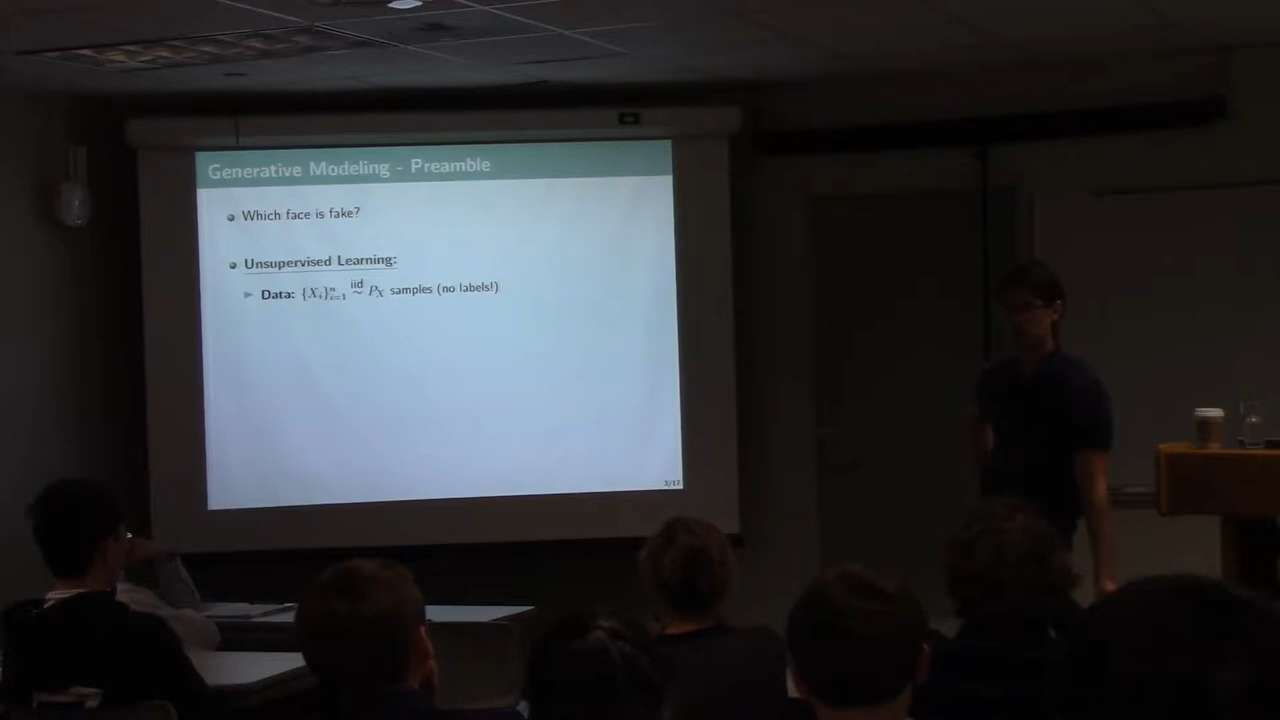 Generative Modeling - Preamble
Which face is fake?
Unsupervised Learning:
Data: {X_i}_{i=1}^n iid ~ P_X samples (no labels!)
3/17